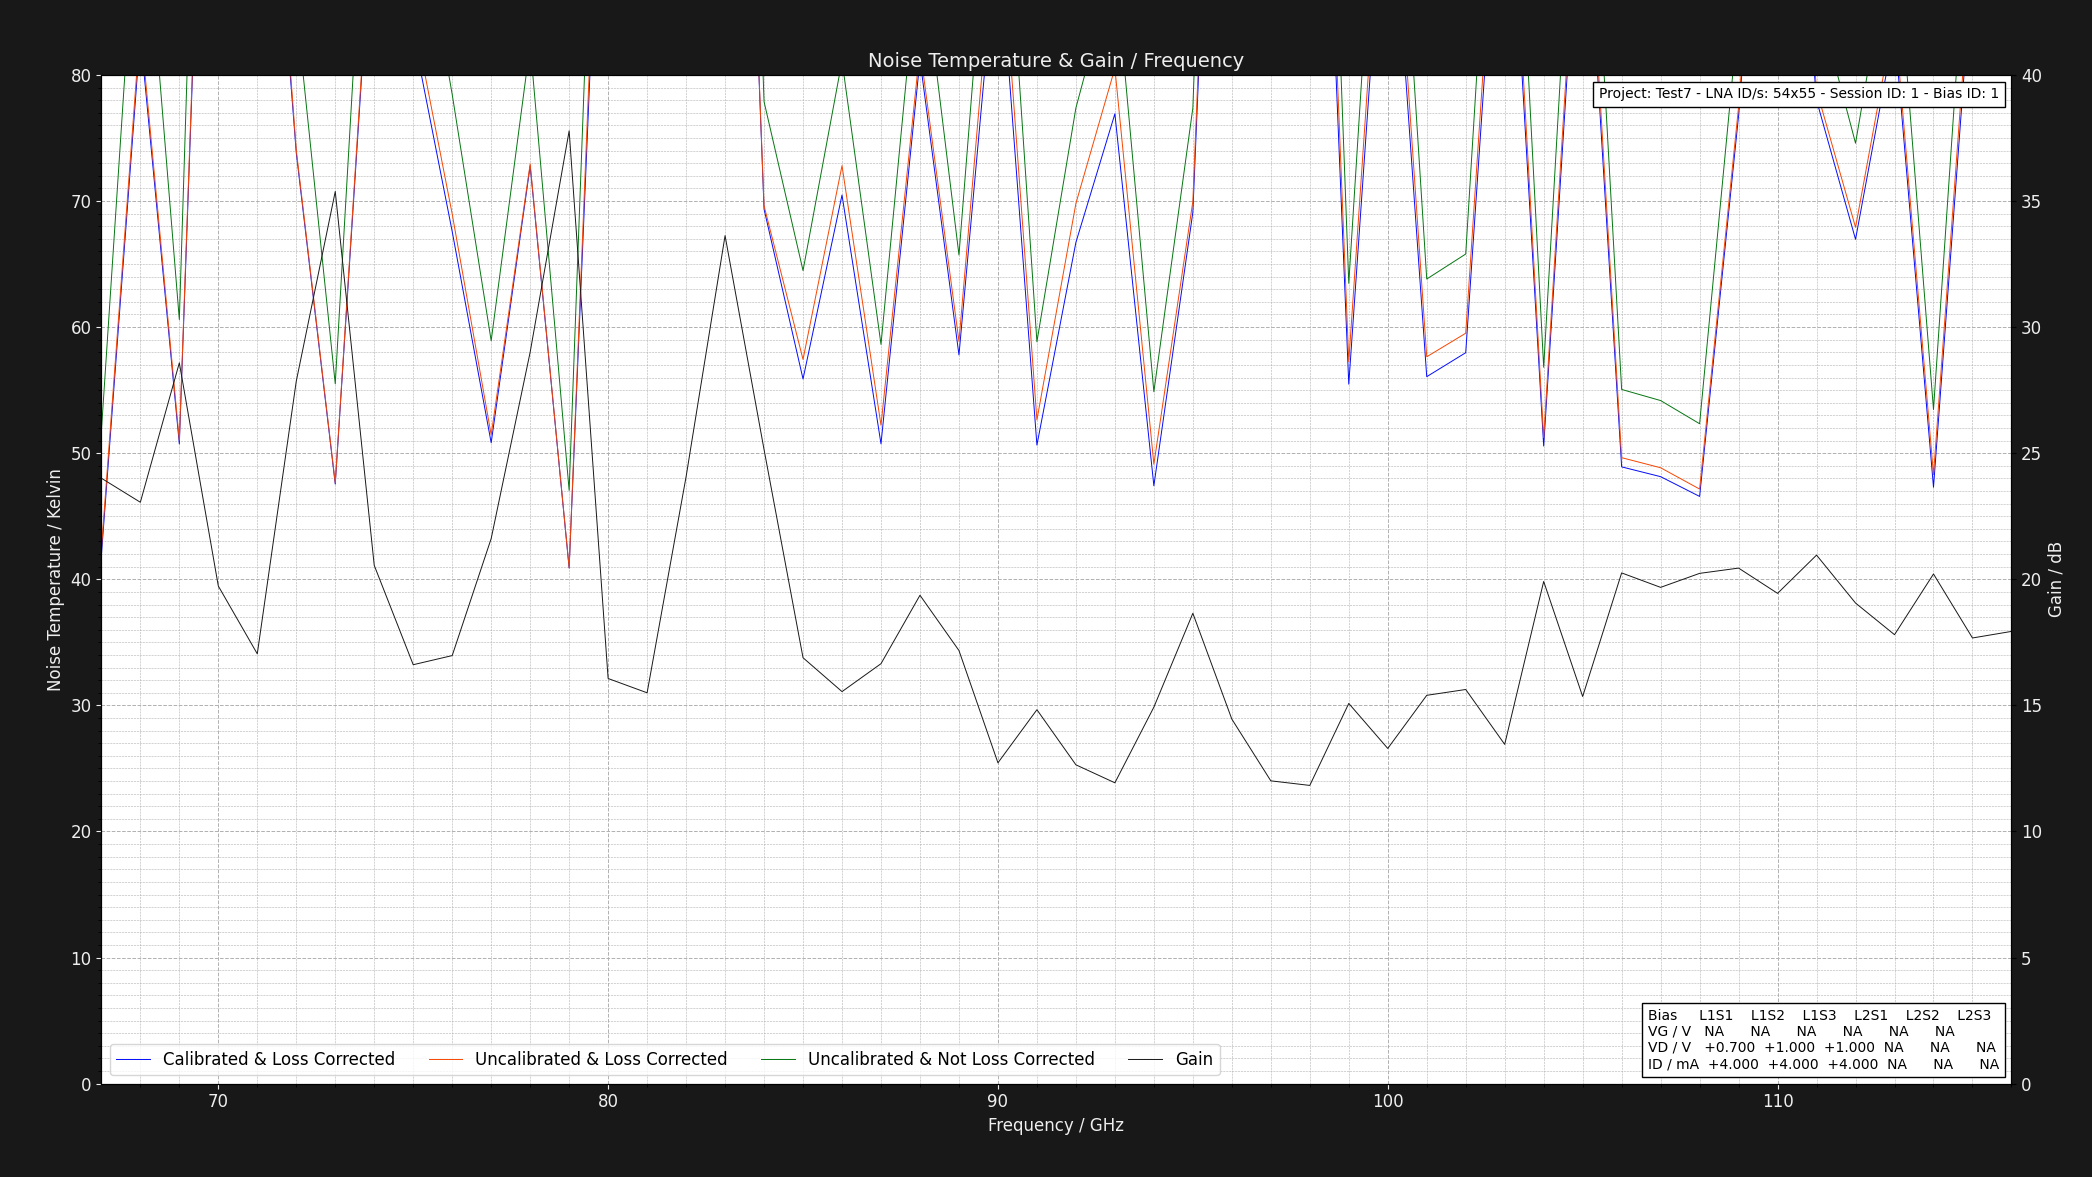 Noise Temperature & Gain / Frequency
Project: Test7 - LNA ID/s: 54x55 - Session ID: 1 - Bias ID: 1
80
70
60
50
40
30
20
10
0
Noise Temperature / Kelvin
40
35
30
25
20
15
10
5
0
Gain / dB
Bias L1S1 L1S2 L1S3 L2S1 L2S2 L2S3
VG / V NA NA NA NA NA NA
VD / V +0.700 +1.000 +1.000 NA NA NA
ID / mA +4.000 +4.000 +4.000 NA NA NA
Calibrated & Loss Corrected Uncalibrated & Loss Corrected Uncalibrated & Not Loss Corrected Gain
70 80 90 100 110
Frequency / GHz